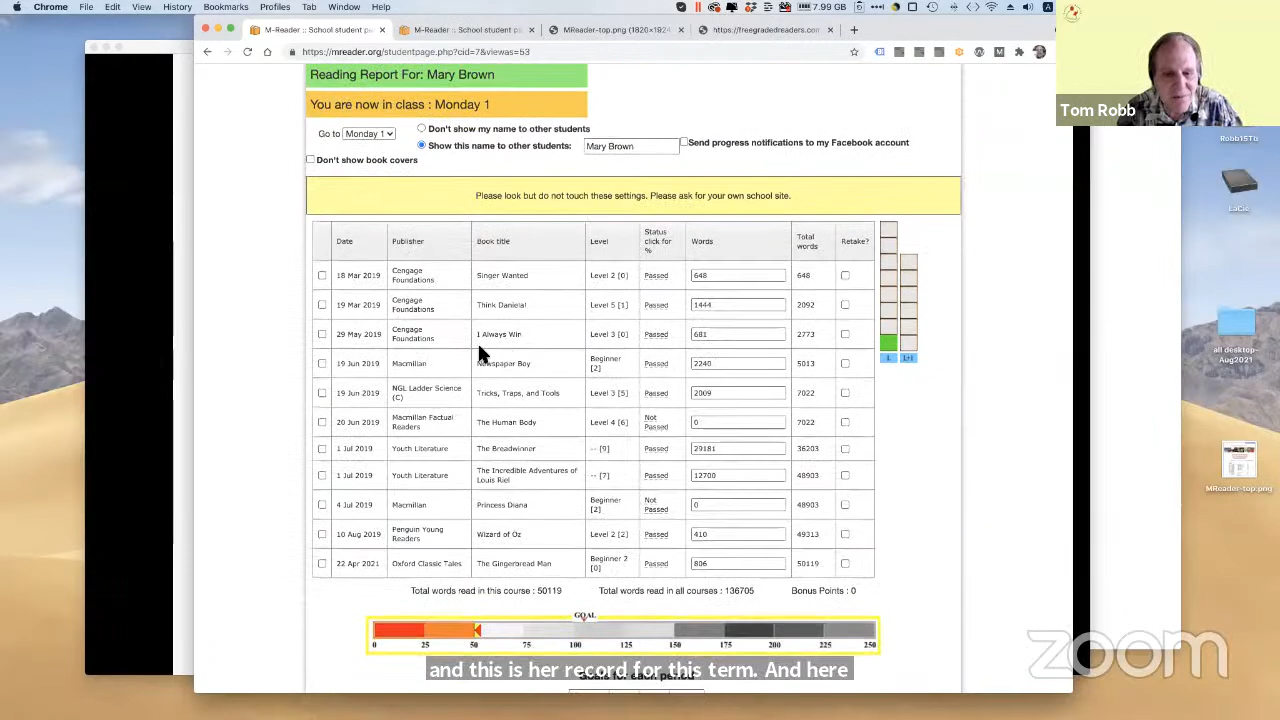 Chrome File Edit View History Bookmarks Profiles Tab Window Help
7.99 GB
M-Reader :: School student pa
M-Reader :: School student p
MReader-top.png (1820×1924
https://freegradedreaders.com
https://mreader.org/studentpage.php?cid=7&viewas=53
Tom Robb
Reading Report For: Mary Brown
You are now in class : Monday 1
Go to Monday 1
Don't show my name to other students
Show this name to other students: Mary Brown
Send progress notifications to my Facebook account
Don't show book covers
Please look but do not touch these settings. Please ask for your own school site.
Date Publisher Book title Level Status click for % Words Total words Retake?
18 Mar 2019 Cengage Foundations Singer Wanted Level 2 [0] Passed 648 648
19 Mar 2019 Cengage Foundations Think Daniela! Level 5 [1] Passed 1444 2092
29 May 2019 Cengage Foundations I Always Win Level 3 [0] Passed 681 2773
19 Jun 2019 Macmillan Newspaper Boy Beginner [2] Passed 2240 5013
19 Jun 2019 NGL Ladder Science (C) Tricks, Traps, and Tools Level 3 [5] Passed 2009 7022
20 Jun 2019 Macmillan Factual Readers The Human Body Level 4 [6] Not Passed 0 7022
1 Jul 2019 Youth Literature The Breadwinner -- [9] Passed 29181 36203
1 Jul 2019 Youth Literature The Incredible Adventures of Louis Riel -- [7] Passed 12700 48903
4 Jul 2019 Macmillan Princess Diana Beginner [2] Not Passed 0 48903
10 Aug 2019 Penguin Young Readers Wizard of Oz Level 2 [2] Passed 410 49313
22 Apr 2021 Oxford Classic Tales The Gingerbread Man Beginner 2 [0] Passed 806 50119
L L+1
Total words read in this course : 50119 Total words read in all courses : 136705 Bonus Points : 0
GOAL
0 25 50 75 100 125 150 175 200 225 250
and this is her record for this term. And here
zoom
Robb15Tb
LaCie
all desktop-
Aug2021
MReader-top.png